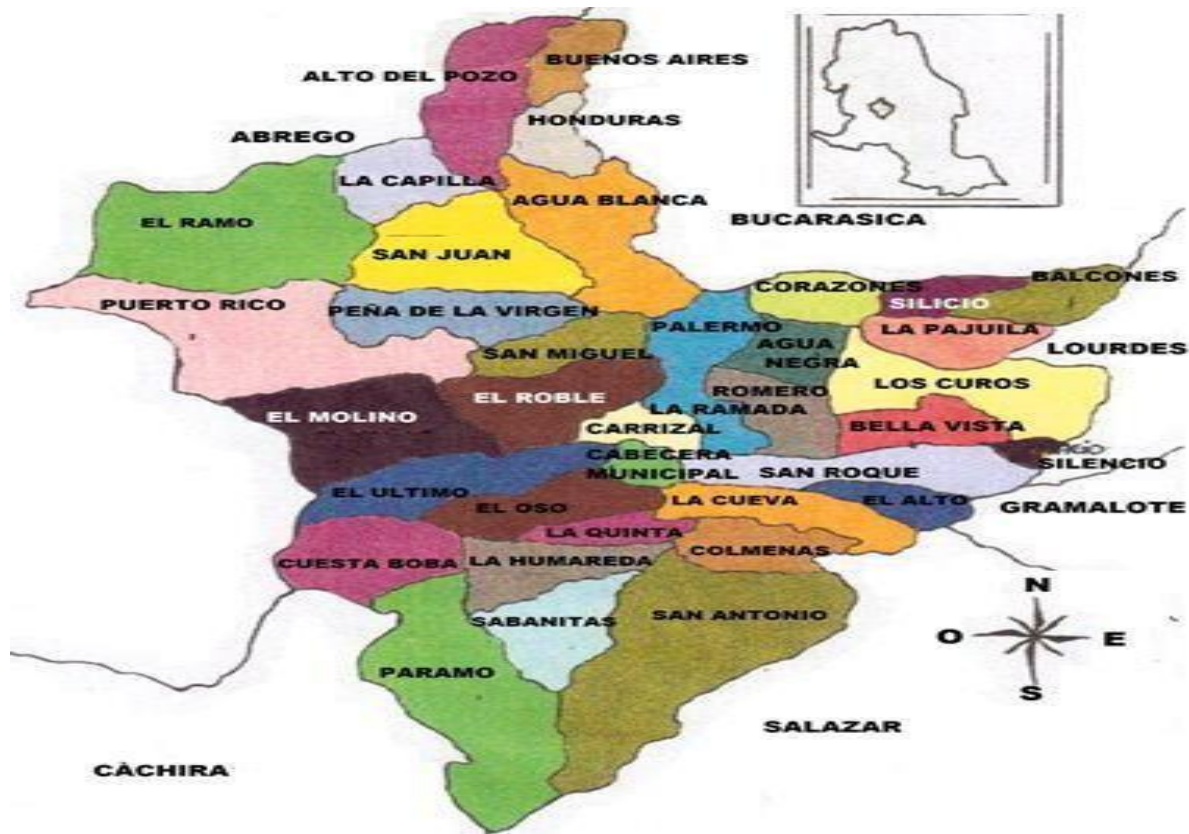 BUENOS AIRES
ALTO DEL POZO
HONDURAS
ABREGO
LA CAPILLA
AGUA BLANCA
BUCARASICA
EL RAMO
SAN JUAN
BALCONES
CORAZONES
SILICIO
PUERTO RICO
PEÑA DE LA VIRGEN
PALERMO
LA PAJUILA
AGUA
NEGRA
LOURDES
SAN MIGUEL
LOS CUROS
ROMERO
EL ROBLE
LA RAMADA
EL MOLINO
CARRIZAL
BELLA VISTA
CABECERA
MUNICIPAL
SAN ROQUE
SILENCIO
EL ULTIMO
LA CUEVA
EL ALTO
GRAMALOTE
EL OSO
LA QUINTA
COLMENAS
CUESTA BOBA
LA HUMAREDA
N
SABANITAS
SAN ANTONIO
O
E
PARAMO
S
SALAZAR
CÀCHIRA